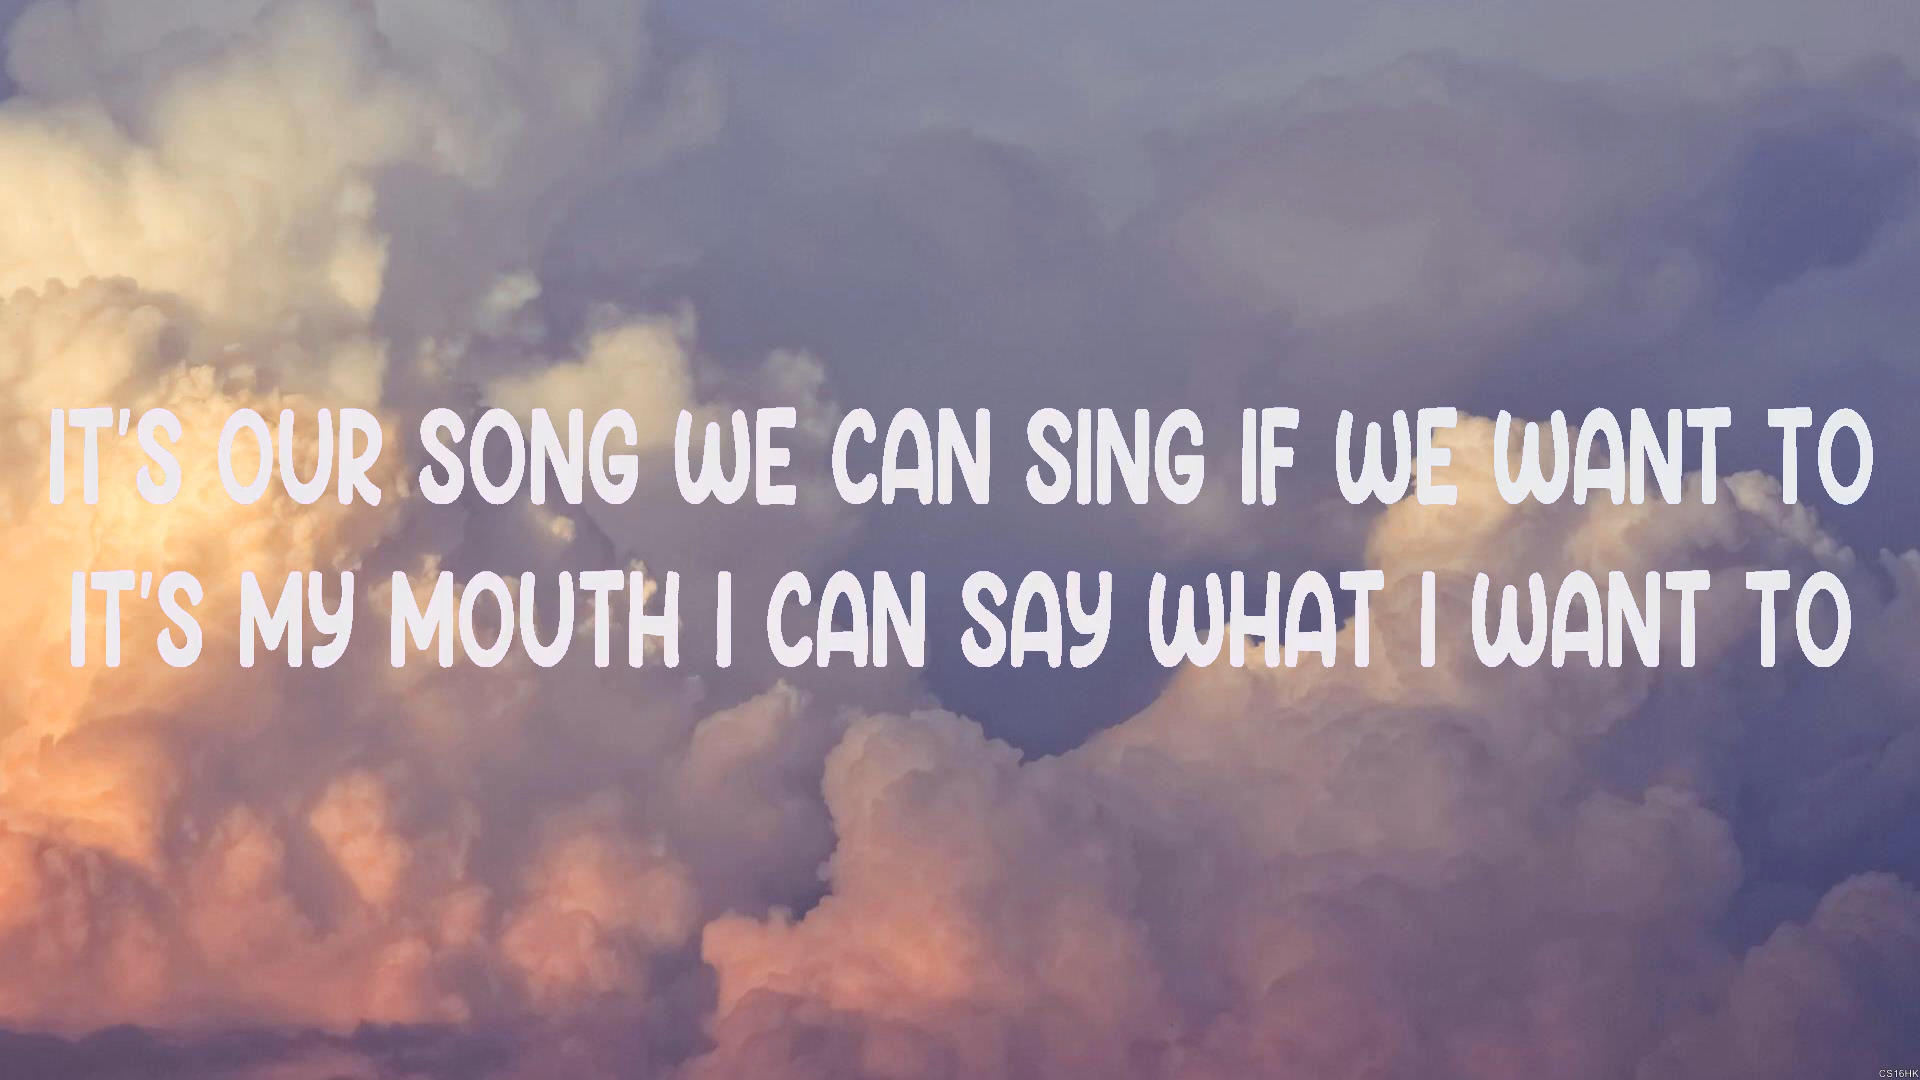 IT'S OUR SONG WE CAN SING IF WE WANT TO
IT'S MY MOUTH I CAN SAY WHAT I WANT TO
CS16HK